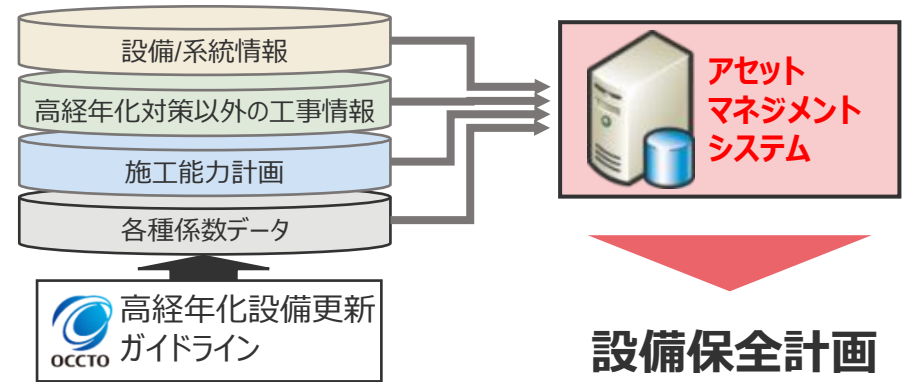 設備/系統情報
高経年化対策以外の工事情報
施工能力計画
各種係数データ
高経年化設備更新
ガイドライン
OCCTO
アセット
マネジメント
システム
設備保全計画